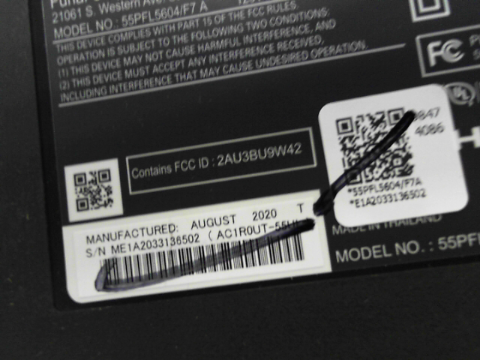 21061 S. Western Ave.
MODEL NO.: 55PFL5604/F7 A
THIS DEVICE COMPLIES WITH PART 15 OF THE FCC RULES.
OPERATION IS SUBJECT TO THE FOLLOWING TWO CONDITIONS:
(1) THIS DEVICE MAY NOT CAUSE HARMFUL INTERFERENCE, AND
(2) THIS DEVICE MUST ACCEPT ANY INTERFERENCE RECEIVED,
INCLUDING INTERFERENCE THAT MAY CAUSE UNDESIRED OPERATION.
FC
Contains FCC ID : 2AU3BU9W42
4086
*55PFL5604/F7A
*E1A2033136502
MANUFACTURED: AUGUST 2020 T
S/N ME1A2033136502 (AC1R0UT-55
MADE IN THAILAND
MODEL NO. : 55PF